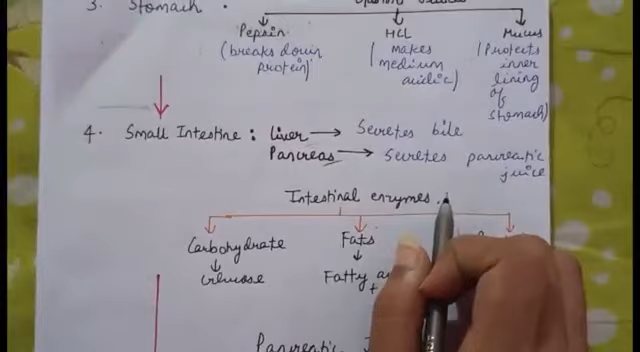 3. Stomach :
Pepsin HCL Mucus
(breaks down (makes (Protects
protein) medium inner
acidic) lining
of
stomach)
4. Small Intestine : Liver → Secretes bile
Pancreas → Secretes pancreatic
juice
Intestinal enzymes.
Carbohydrate Fats
Glucose Fatty
+
Pancreatic